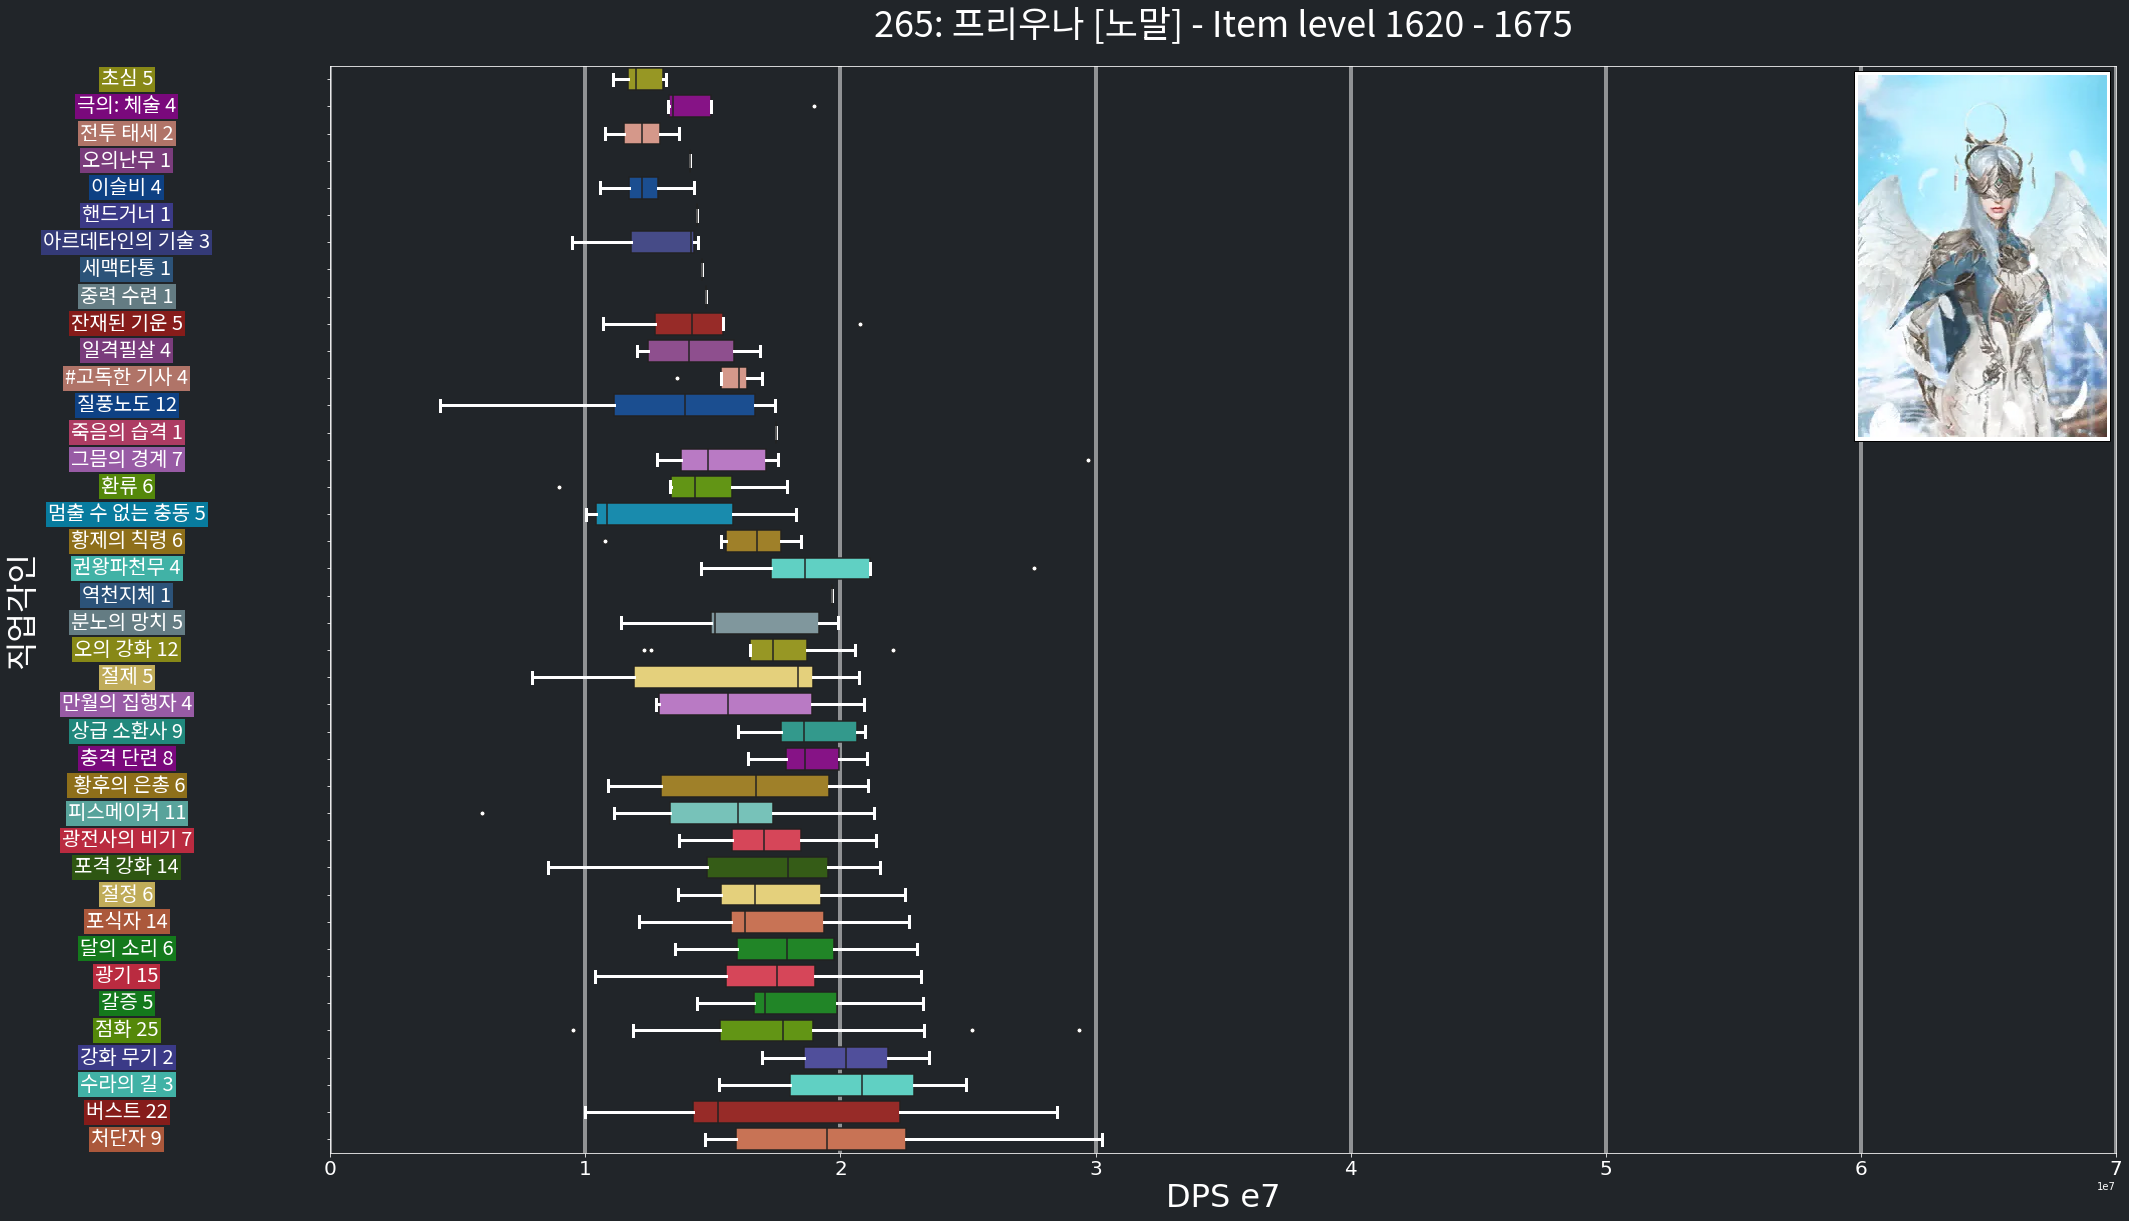 265: 프리우나 [노말] - Item level 1620 - 1675
초심 5
극의: 체술 4
전투 태세 2
오의난무 1
이슬비 4
핸드거너 1
아르데타인의 기술 3
세맥타통 1
중력 수련 1
잔재된 기운 5
일격필살 4
#고독한 기사 4
질풍노도 12
죽음의 습격 1
그믐의 경계 7
환류 6
멈출 수 없는 충동 5
황제의 칙령 6
권왕파천무 4
역천지체 1
분노의 망치 5
오의 강화 12
절제 5
만월의 집행자 4
상급 소환사 9
충격 단련 8
황후의 은총 6
피스메이커 11
광전사의 비기 7
포격 강화 14
절정 6
포식자 14
달의 소리 6
광기 15
갈증 5
점화 25
강화 무기 2
수라의 길 3
버스트 22
처단자 9
직업각인
0 1 2 3 4 5 6 7
1e7
DPS e7